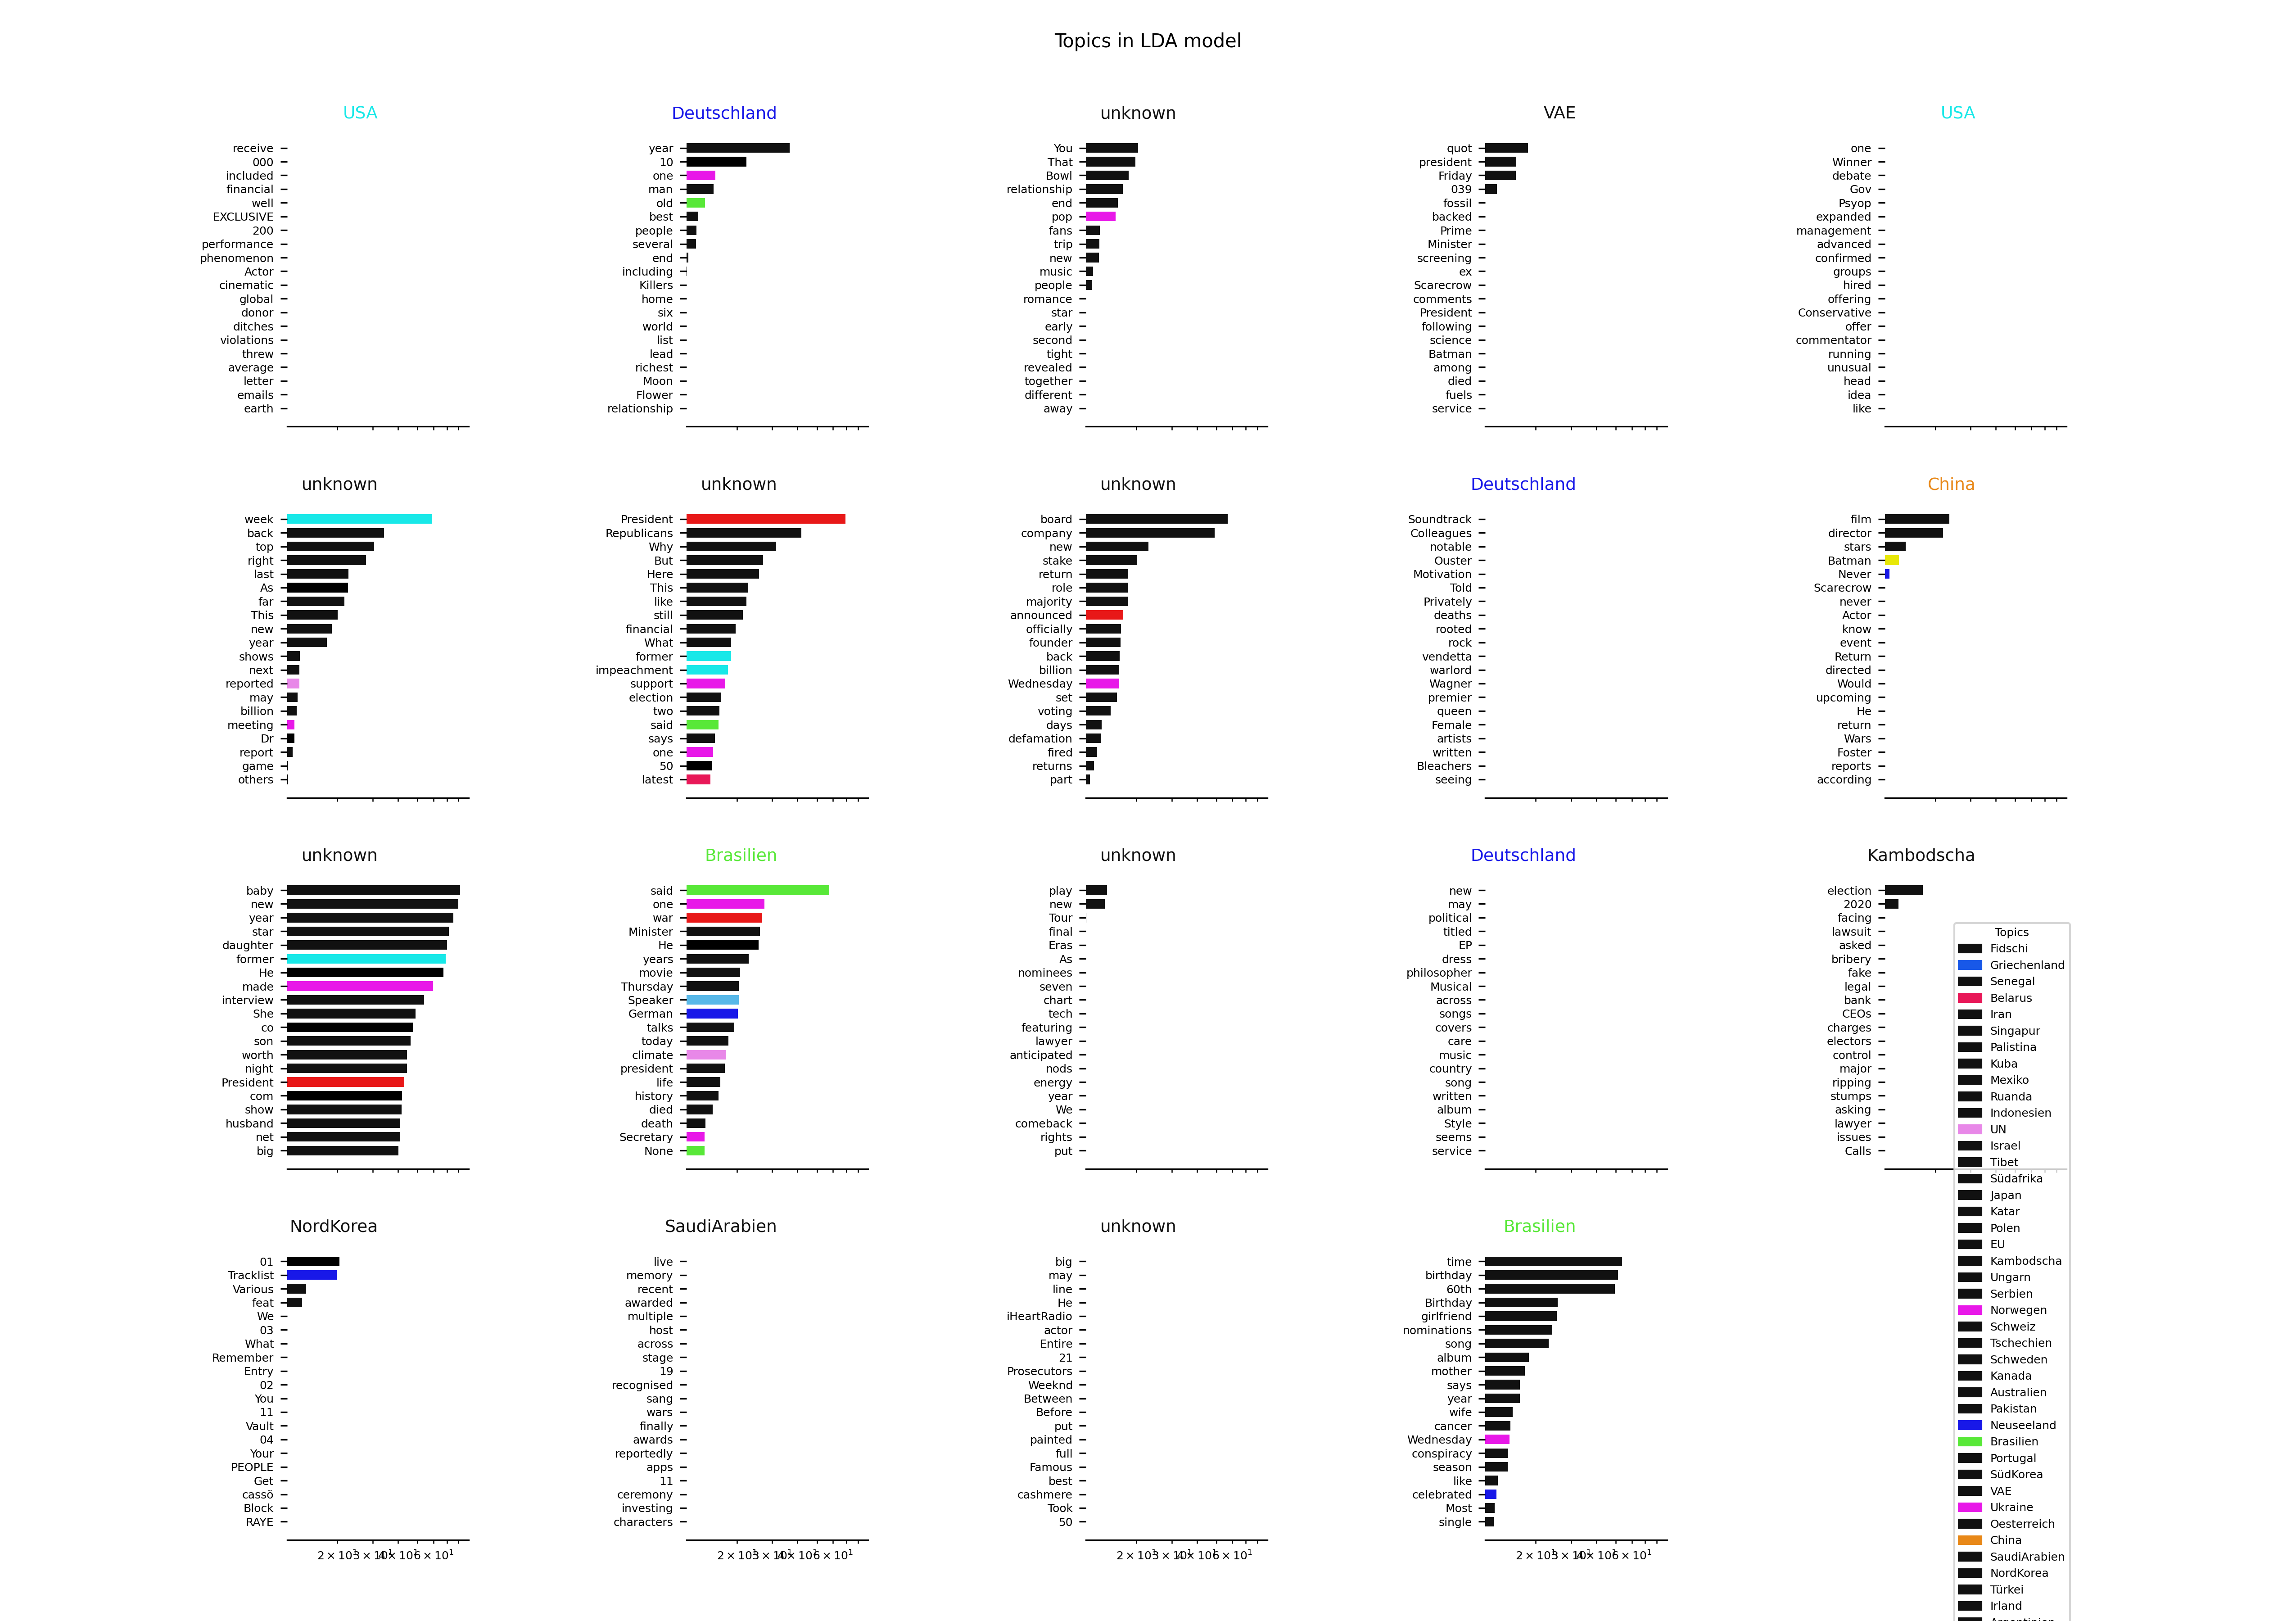 Topics in LDA model
USA
receive
000
included
financial
well
EXCLUSIVE
200
performance
phenomenon
Actor
cinematic
global
donor
ditches
violations
threw
average
letter
emails
earth
Deutschland
year
10
one
man
old
best
people
several
end
including
Killers
home
six
world
list
lead
richest
Moon
Flower
relationship
unknown
You
That
Bowl
relationship
end
pop
fans
trip
new
music
people
romance
star
early
second
tight
revealed
together
different
away
VAE
quot
president
Friday
039
fossil
backed
Prime
Minister
screening
ex
Scarecrow
comments
President
following
science
Batman
among
died
fuels
service
USA
one
Winner
debate
Gov
Psyop
expanded
management
advanced
confirmed
groups
hired
offering
Conservative
offer
commentator
running
unusual
head
idea
like
unknown
week
back
top
right
last
As
far
This
new
year
shows
next
reported
may
billion
meeting
Dr
report
game
others
unknown
President
Republicans
Why
But
Here
This
like
still
financial
What
former
impeachment
support
election
two
said
says
one
50
latest
unknown
board
company
new
stake
return
role
majority
announced
officially
founder
back
billion
Wednesday
set
voting
days
defamation
fired
returns
part
Deutschland
Soundtrack
Colleagues
notable
Ouster
Motivation
Told
Privately
deaths
rooted
rock
vendetta
warlord
Wagner
premier
queen
Female
artists
written
Bleachers
seeing
China
film
director
stars
Batman
Never
Scarecrow
never
Actor
know
event
Return
directed
Would
upcoming
He
return
Wars
Foster
reports
according
unknown
baby
new
year
star
daughter
former
He
made
interview
She
co
son
worth
night
President
com
show
husband
net
big
Brasilien
said
one
war
Minister
He
years
movie
Thursday
Speaker
German
talks
today
climate
president
life
history
died
death
Secretary
None
unknown
play
new
Tour
final
Eras
As
nominees
seven
chart
tech
featuring
lawyer
anticipated
nods
energy
year
We
comeback
rights
put
Deutschland
new
may
political
titled
EP
dress
philosopher
Musical
across
songs
covers
care
music
country
song
written
album
Style
seems
service
Kambodscha
election
2020
facing
lawsuit
asked
bribery
fake
legal
bank
CEOs
charges
electors
control
major
ripping
stumps
asking
lawyer
issues
Calls
NordKorea
01
Tracklist
Various
feat
We
03
What
Remember
Entry
02
You
11
Vault
04
Your
PEOPLE
Get
cassö
Block
RAYE
SaudiArabien
live
memory
recent
awarded
multiple
host
across
stage
19
recognised
sang
wars
finally
awards
reportedly
apps
11
ceremony
investing
characters
unknown
big
may
line
He
iHeartRadio
actor
Entire
21
Prosecutors
Weeknd
Between
Before
put
painted
full
Famous
best
cashmere
Took
50
Brasilien
time
birthday
60th
Birthday
girlfriend
nominations
song
album
mother
says
year
wife
cancer
Wednesday
conspiracy
season
like
celebrated
Most
single
Topics
Fidschi
Griechenland
Senegal
Belarus
Iran
Singapur
Palistina
Kuba
Mexiko
Ruanda
Indonesien
UN
Israel
Tibet
Südafrika
Japan
Katar
Polen
EU
Kambodscha
Ungarn
Serbien
Norwegen
Schweiz
Tschechien
Schweden
Kanada
Australien
Pakistan
Neuseeland
Brasilien
Portugal
SüdKorea
VAE
Ukraine
Oesterreich
China
SaudiArabien
NordKorea
Türkei
Irland